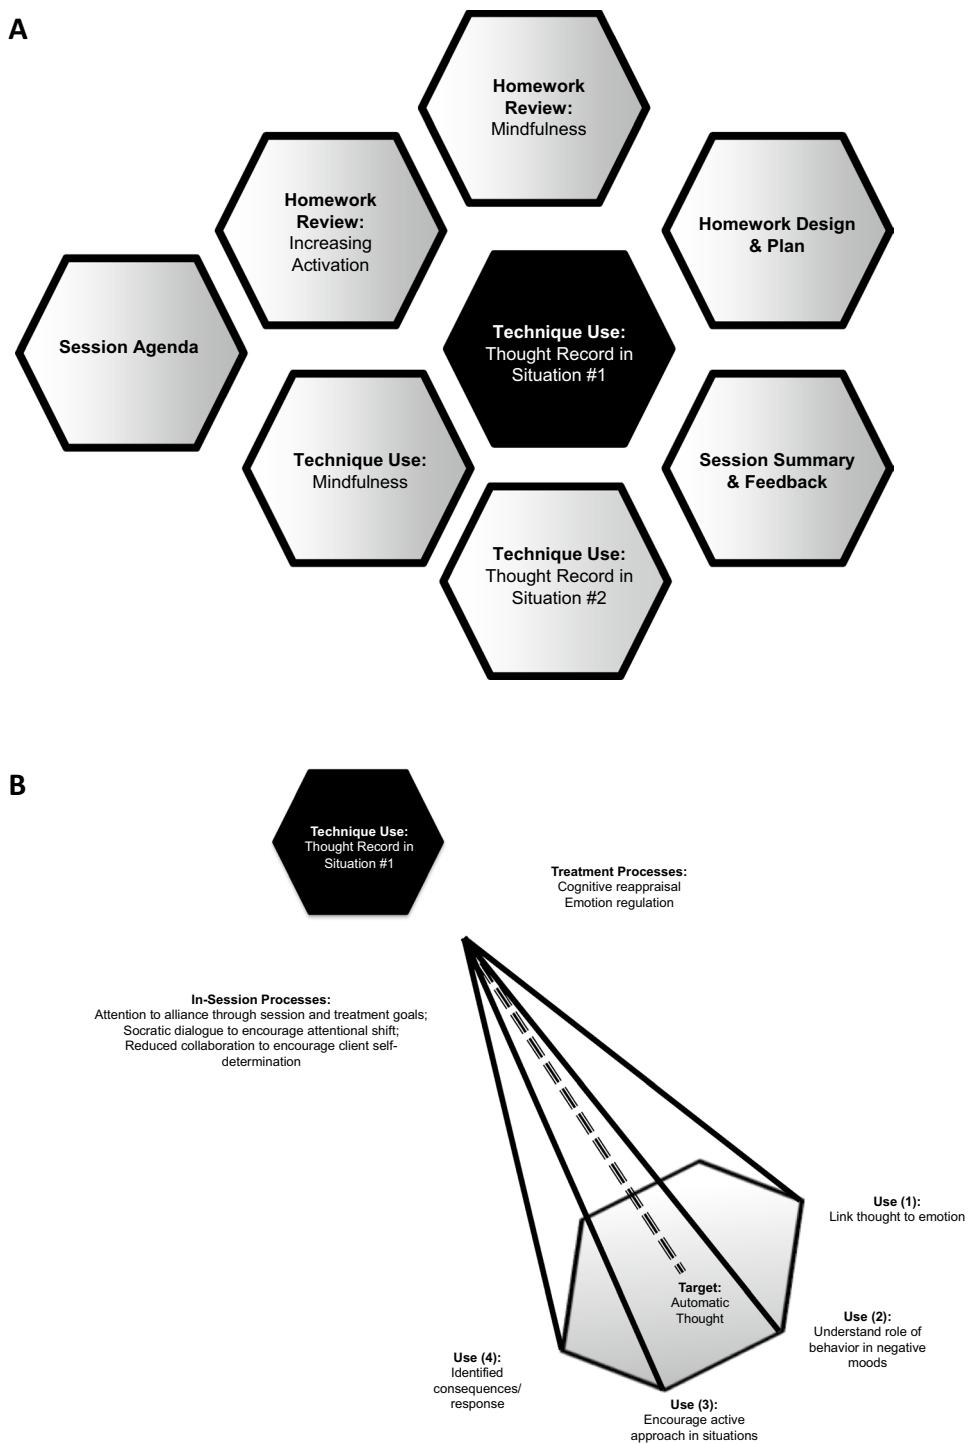 A
Homework
Review:
Mindfulness
Homework
Review:
Increasing
Activation
Homework Design
& Plan
Session Agenda
Technique Use:
Thought Record in
Situation #1
Technique Use:
Mindfulness
Session Summary
& Feedback
Technique Use:
Thought Record in
Situation #2
B
Technique Use:
Thought Record in
Situation #1
Treatment Processes:
Cognitive reappraisal
Emotion regulation
In-Session Processes:
Attention to alliance through session and treatment goals;
Socratic dialogue to encourage attentional shift;
Reduced collaboration to encourage client self-
determination
Use (1):
Link thought to emotion
Target:
Automatic
Thought
Use (2):
Understand role of
behavior in negative
moods
Use (4):
Identified
consequences/
response
Use (3):
Encourage active
approach in situations